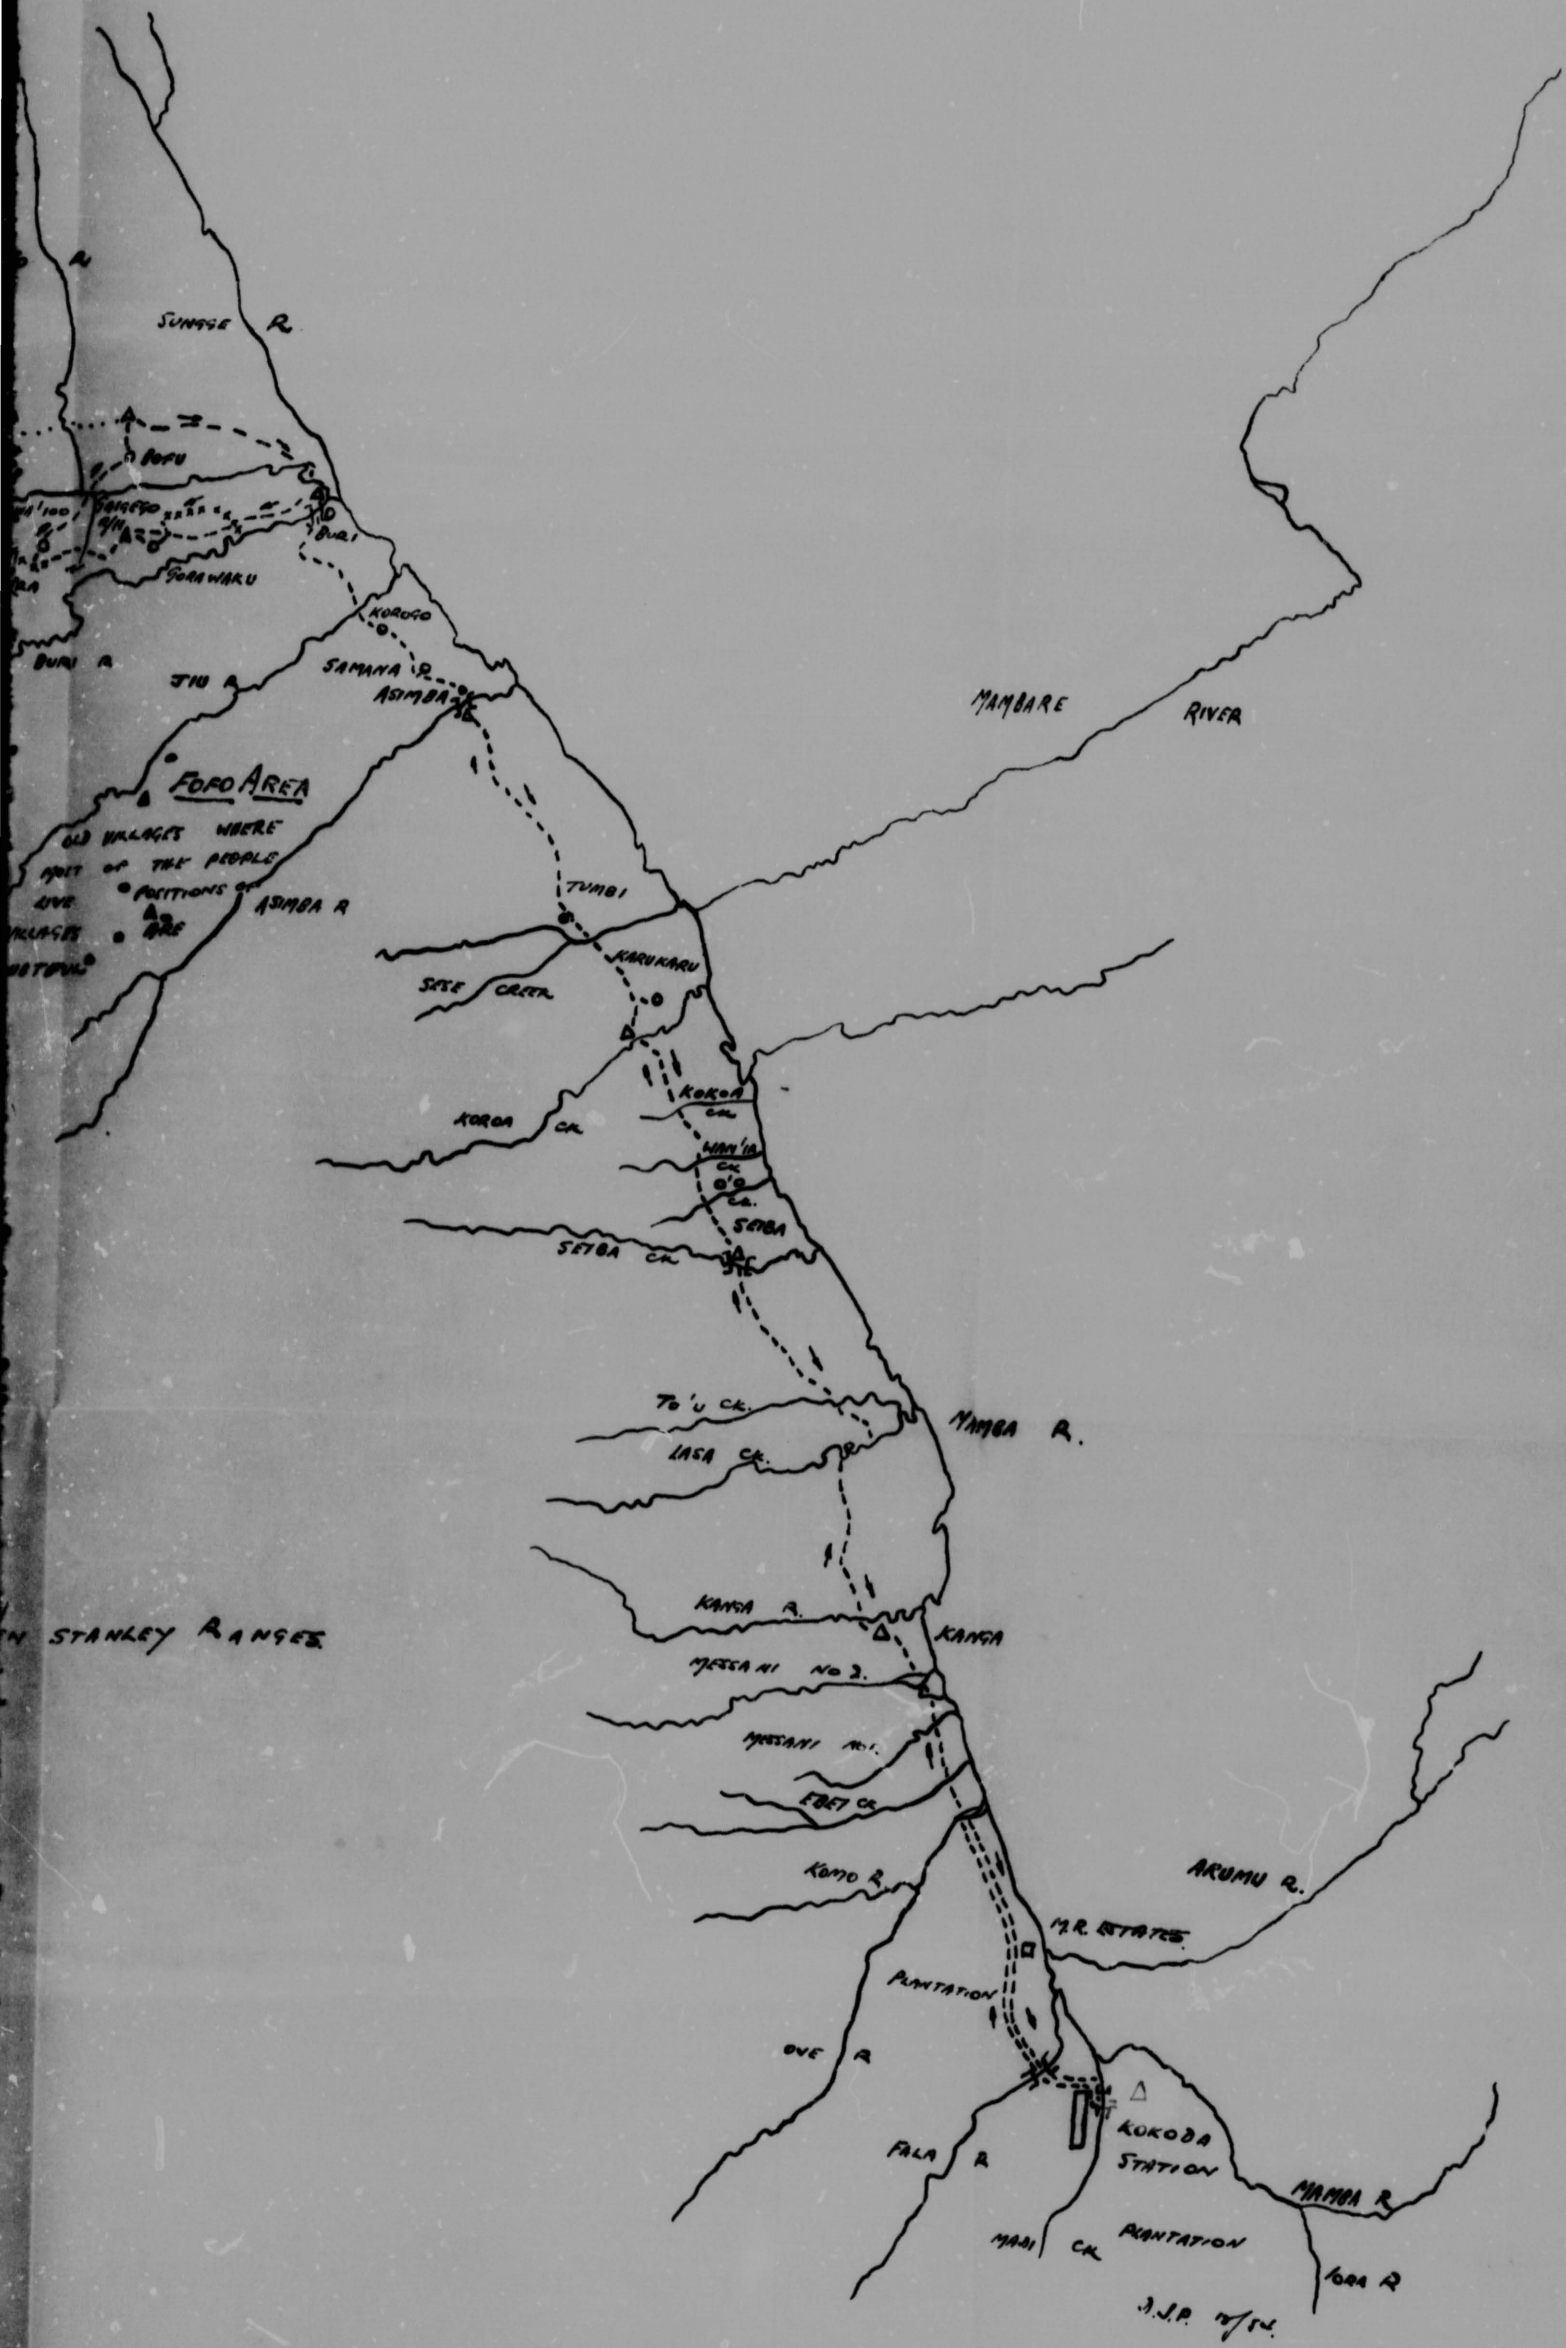 R
SUNGGE R
BOFU
SAIGEGO
R/H
BURI
GORAWAKU
KOROGO
BURI R
SAMANA R.
JIU R
ASIMBA
MAMBARE RIVER
FOFO AREA
OLD VILLAGES WHERE
MOST OF THE PEOPLE
LIVE POSITIONS OF
ARE
ASIMBA R
TUMBI
KARUKARU
SESE CREEK
KOKOA
CK
KOROA CK
WAN'IA
CK
O'O
CK.
SEIBA
SEIBA CK
TO'U CK.
MAMBA R.
LASA CK.
KANGA R.
KANGA
N STANLEY RANGES
MESSANI NO 2.
MESSANI No 1.
EBEI CK
KOMO R.
ARUMU R.
M.R. ESTATES.
PLANTATION
OVE R
KOKODA
STATION
FALA R
MAMBA R
MADI CK
PLANTATION
IORA R